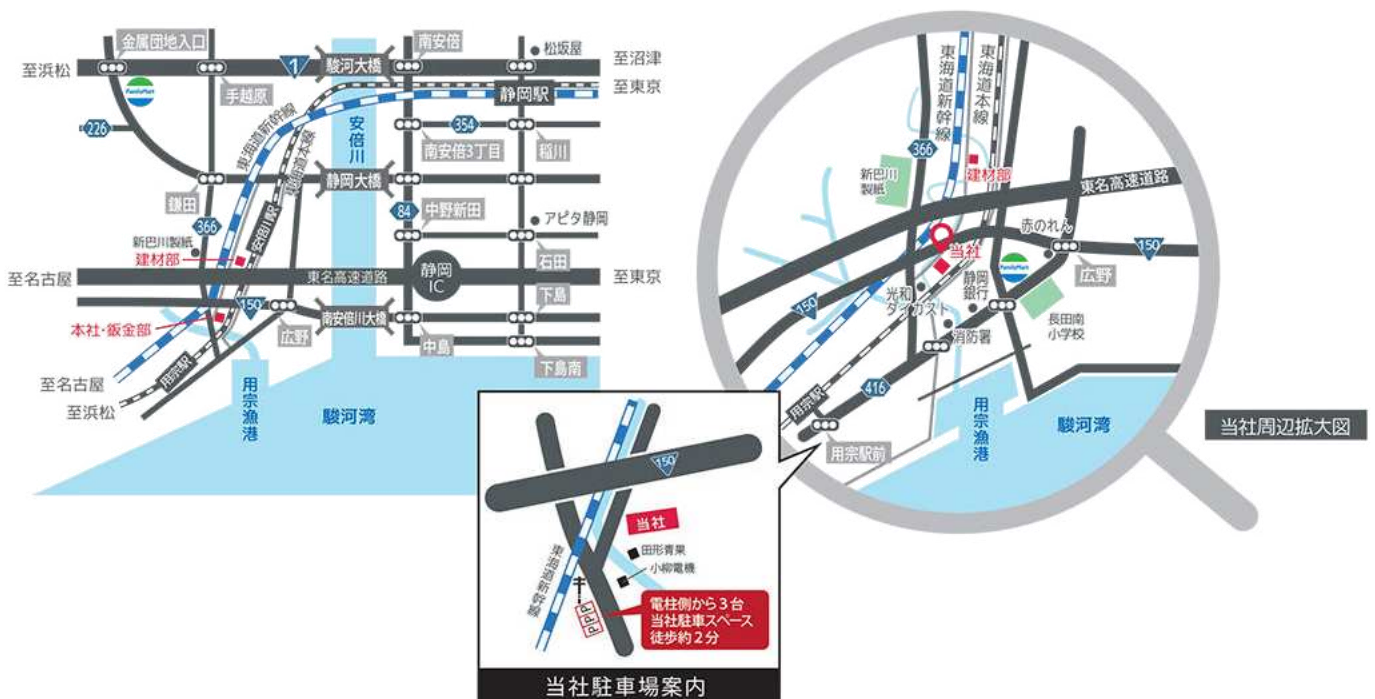 金属団地入口
南安倍
松坂屋
至浜松
1
駿河大橋
至沼津
FamilyMart
手越原
静岡駅
至東京
東海道新幹線
東海道本線
226
安倍川
354
南安倍3丁目
稲川
静岡大橋
鎌田
84
中野新田
366
安倍川駅
アピタ静岡
新巴川製紙
建材部
石田
至名古屋
東名高速道路
静岡
IC
至東京
150
下島
本社・鈑金部
広野
南安倍川大橋
中島
下島南
至名古屋
用宗駅
至浜松
用宗漁港
駿河湾
東海道新幹線
東海道本線
366
新巴川
製紙
建材部
東名高速道路
赤のれん
当社
150
FamilyMart
広野
150
光和
ダイカスト
静岡
銀行
消防署
長田南
小学校
416
用宗駅
用宗漁港
駿河湾
用宗駅前
当社周辺拡大図
150
当社
田形青果
小柳電機
東海道新幹線
PPP
電柱側から3台
当社駐車スペース
徒歩約2分
当社駐車場案内